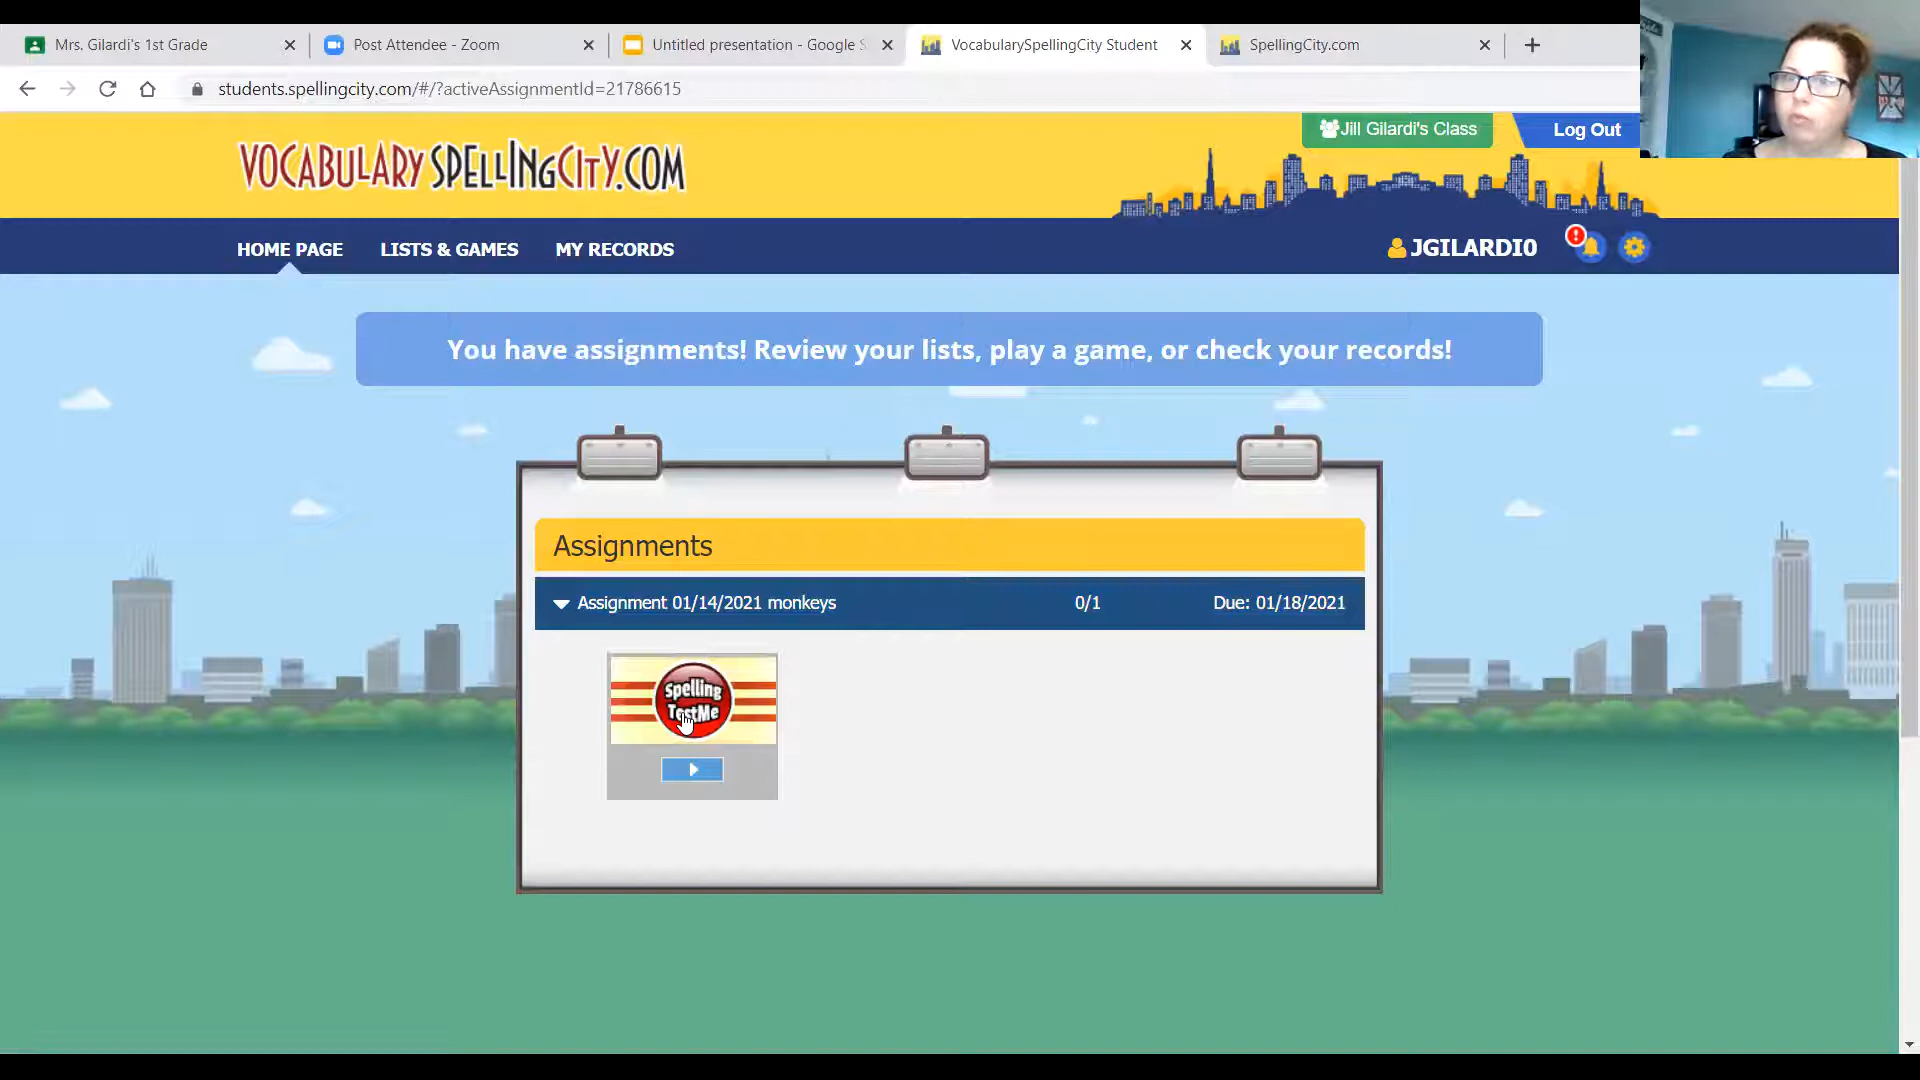 Mrs. Gilardi's 1st Grade
Post Attendee - Zoom
Untitled presentation - Google S
VocabularySpellingCity Student
SpellingCity.com
students.spellingcity.com/#/?activeAssignmentId=21786615
Jill Gilardi's Class
Log Out
VOCABULARYSPELLINGCITY.COM
HOME PAGE
LISTS & GAMES
MY RECORDS
JGILARDI0
You have assignments! Review your lists, play a game, or check your records!
Assignments
Assignment 01/14/2021 monkeys
0/1
Due: 01/18/2021
Spelling
TestMe